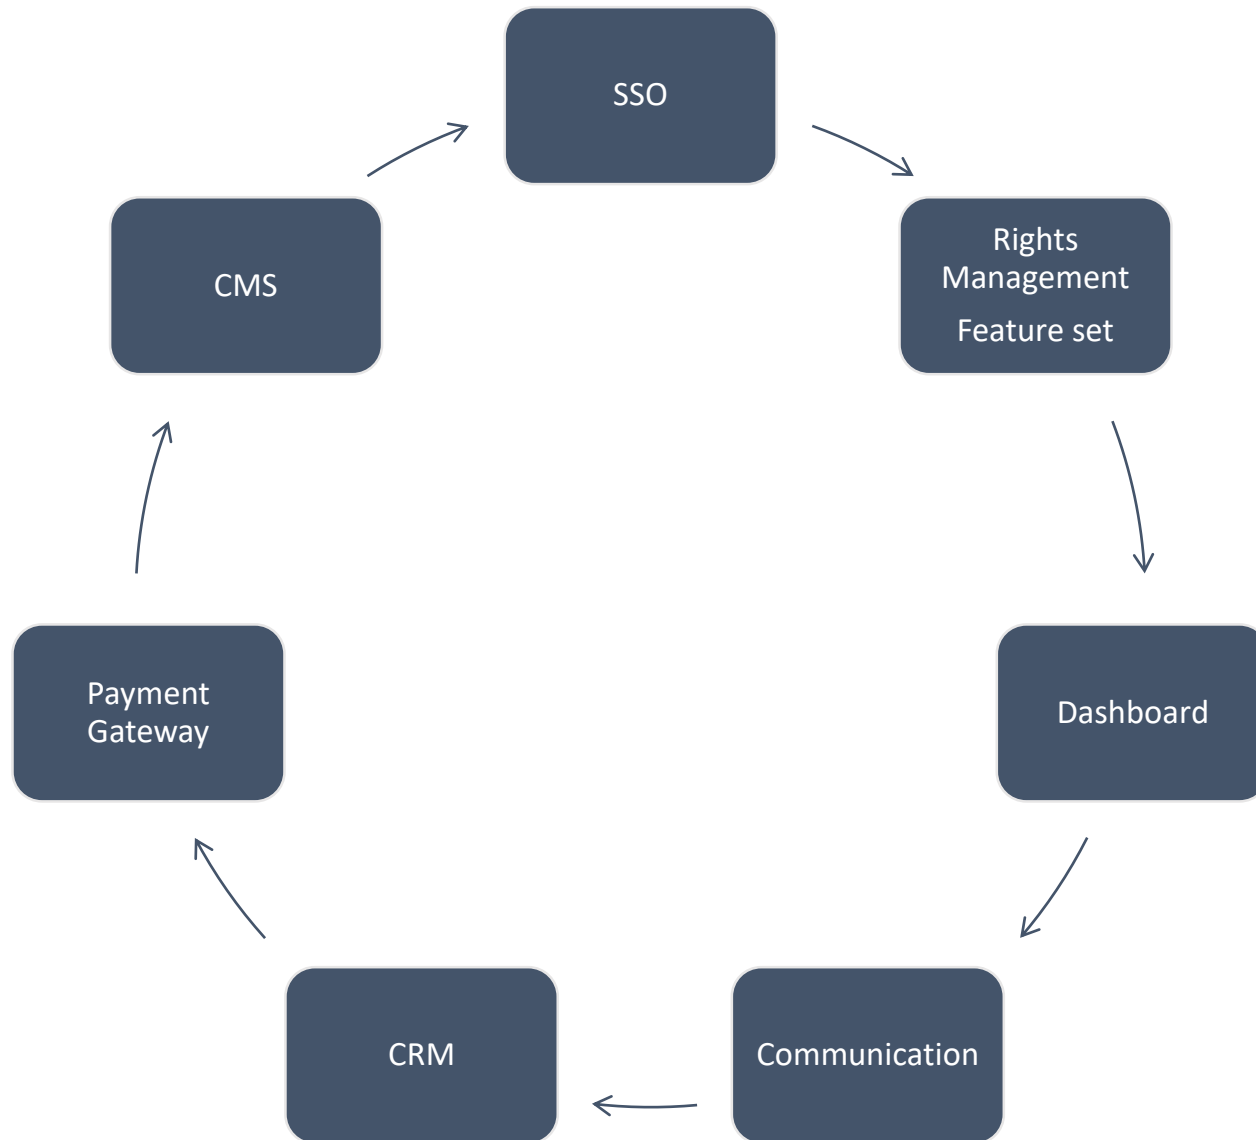 SSO
Rights
Management
Feature set
Dashboard
Communication
CRM
Payment
Gateway
CMS